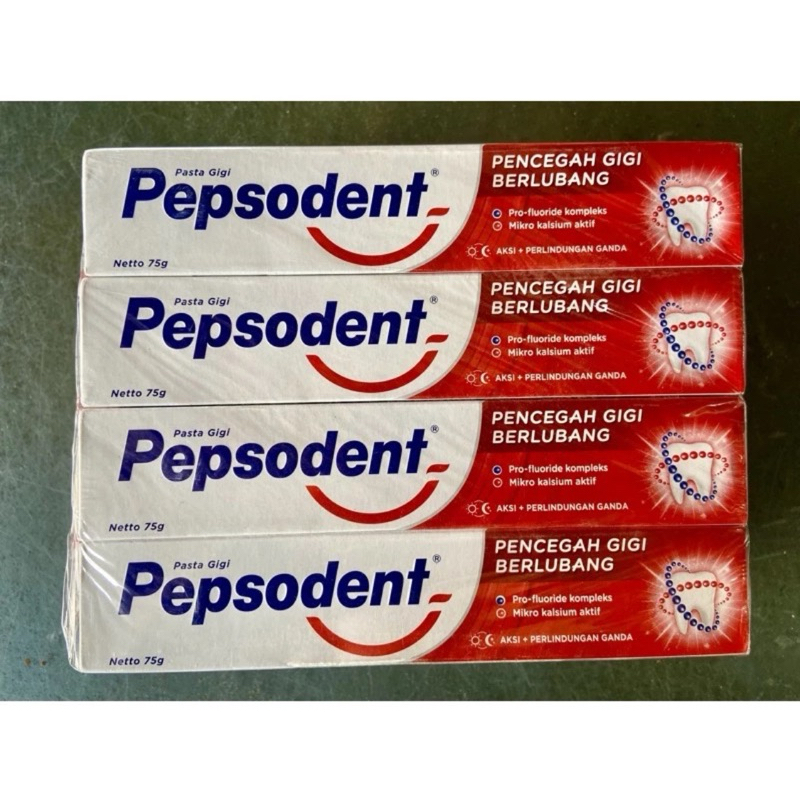 Pasta Gigi
Pepsodent®
Netto 75g
PENCEGAH GIGI
BERLUBANG
Pro-fluoride kompleks
Mikro kalsium aktif
AKSI + PERLINDUNGAN GANDA
Pasta Gigi
Pepsodent®
Netto 75g
PENCEGAH GIGI
BERLUBANG
Pro-fluoride kompleks
Mikro kalsium aktif
AKSI + PERLINDUNGAN GANDA
Pasta Gigi
Pepsodent®
Netto 75g
PENCEGAH GIGI
BERLUBANG
Pro-fluoride kompleks
Mikro kalsium aktif
AKSI + PERLINDUNGAN GANDA
Pasta Gigi
Pepsodent®
Netto 75g
PENCEGAH GIGI
BERLUBANG
Pro-fluoride kompleks
Mikro kalsium aktif
AKSI + PERLINDUNGAN GANDA